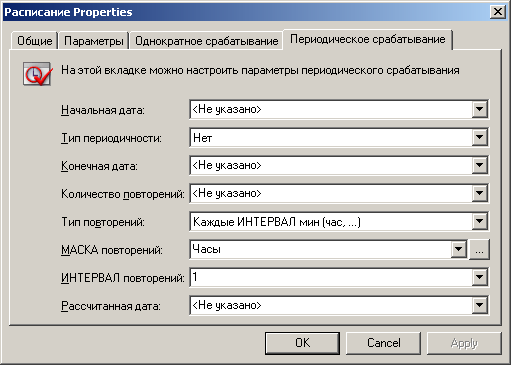 Расписание Properties
Общие Параметры Однократное срабатывание Периодическое срабатывание
На этой вкладке можно настроить параметры периодического срабатывания
Начальная дата: <Не указано>
Тип периодичности: Нет
Конечная дата: <Не указано>
Количество повторений: <Не указано>
Тип повторений: Каждые ИНТЕРВАЛ мин (час, ...)
МАСКА повторений: Часы ...
ИНТЕРВАЛ повторений: 1
Рассчитанная дата: <Не указано>
OK Cancel Apply